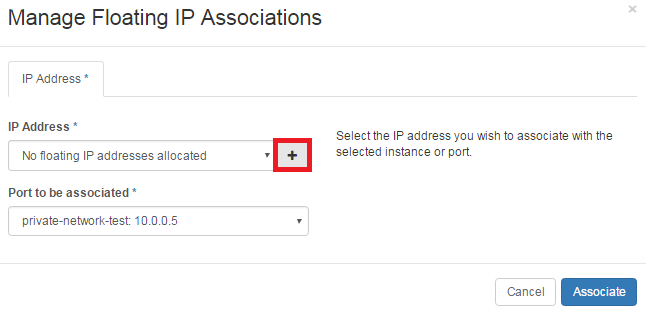 Manage Floating IP Associations
×
IP Address *
IP Address *
No floating IP addresses allocated
+
Select the IP address you wish to associate with the
selected instance or port.
Port to be associated *
private-network-test: 10.0.0.5
Cancel
Associate